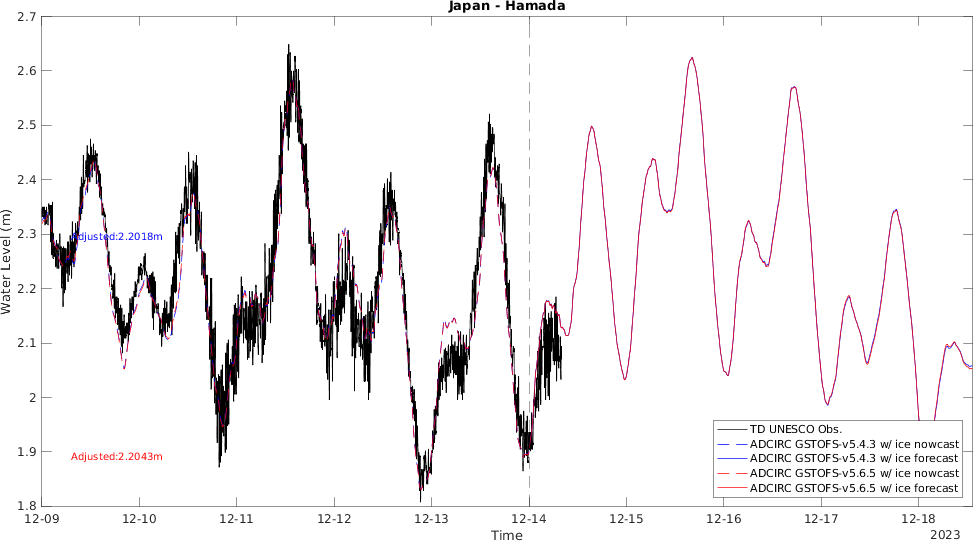 Japan - Hamada
2.7
2.6
2.5
2.4
2.3
2.2
2.1
2
1.9
1.8
Water Level (m)
Adjusted:2.2018m
Adjusted:2.2043m
TD UNESCO Obs.
ADCIRC GSTOFS-v5.4.3 w/ ice nowcast
ADCIRC GSTOFS-v5.4.3 w/ ice forecast
ADCIRC GSTOFS-v5.6.5 w/ ice nowcast
ADCIRC GSTOFS-v5.6.5 w/ ice forecast
12-09 12-10 12-11 12-12 12-13 12-14 12-15 12-16 12-17 12-18
Time
2023